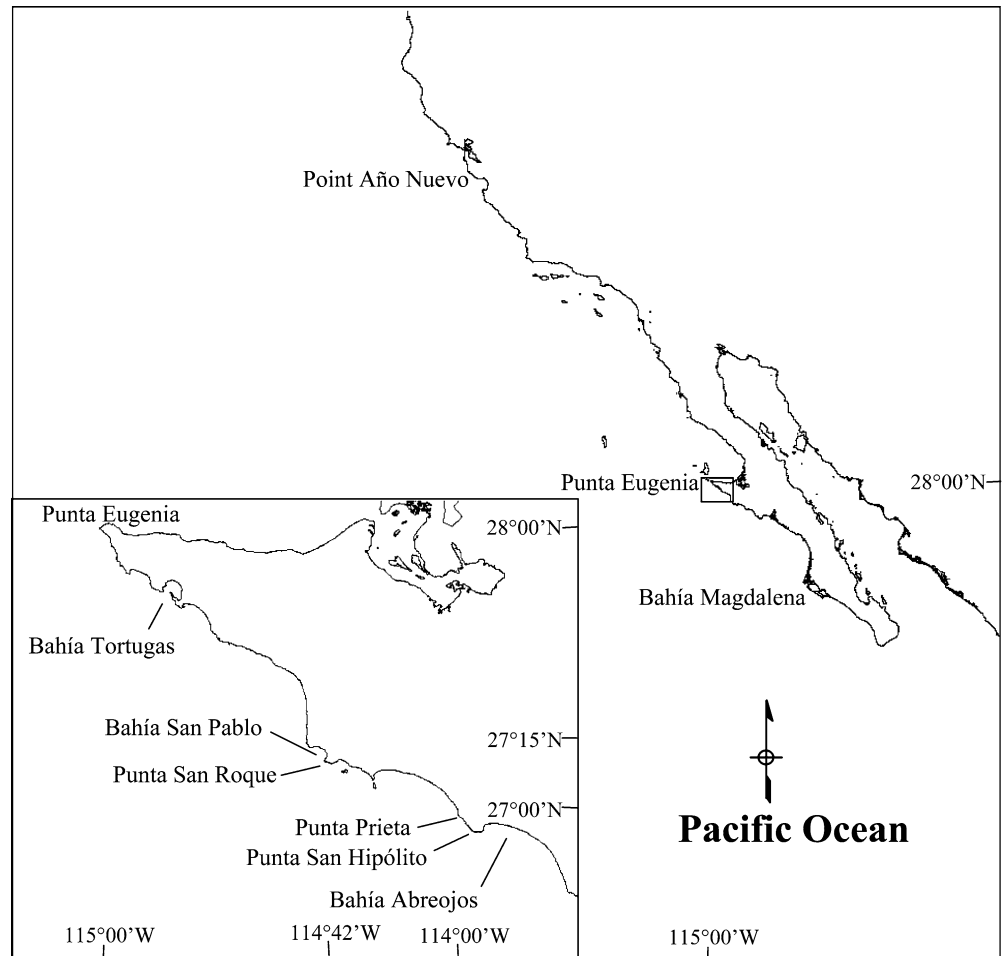 Point Año Nuevo
Punta Eugenia
28°00’N
Bahía Magdalena
Pacific Ocean
115°00’W
Punta Eugenia
28°00’N
Bahía Tortugas
Bahía San Pablo
27°15’N
Punta San Roque
27°00’N
Punta Prieta
Punta San Hipólito
Bahía Abreojos
115°00’W
114°42’W
114°00’W